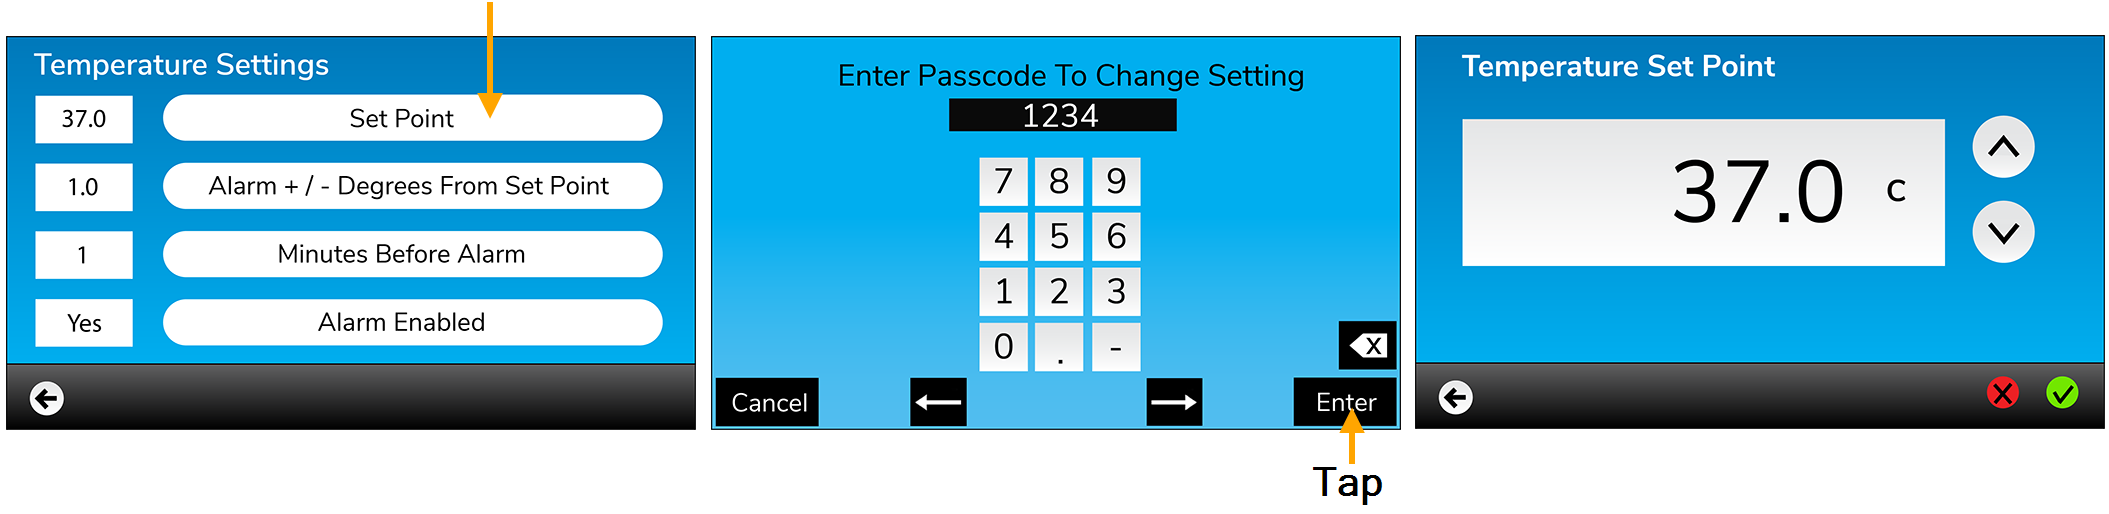 Temperature Settings
37.0 Set Point
1.0 Alarm + / - Degrees From Set Point
1 Minutes Before Alarm
Yes Alarm Enabled
Enter Passcode To Change Setting
1234
7 8 9
4 5 6
1 2 3
0 . -
X
Cancel Enter
Tap
Temperature Set Point
37.0 c